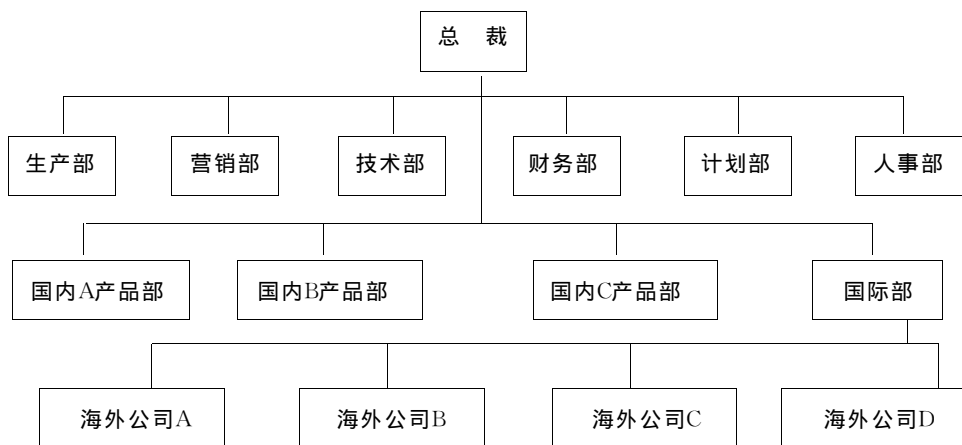 总 裁
生产部 营销部 技术部 财务部 计划部 人事部
国内A产品部 国内B产品部 国内C产品部 国际部
海外公司A 海外公司B 海外公司C 海外公司D